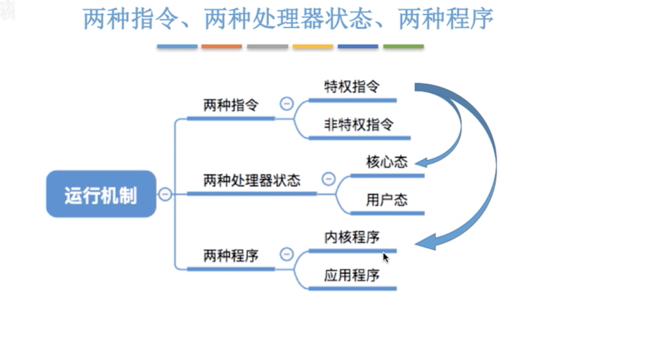 两种指令、两种处理器状态、两种程序
特权指令
两种指令
非特权指令
核心态
运行机制
两种处理器状态
用户态
内核程序
两种程序
应用程序